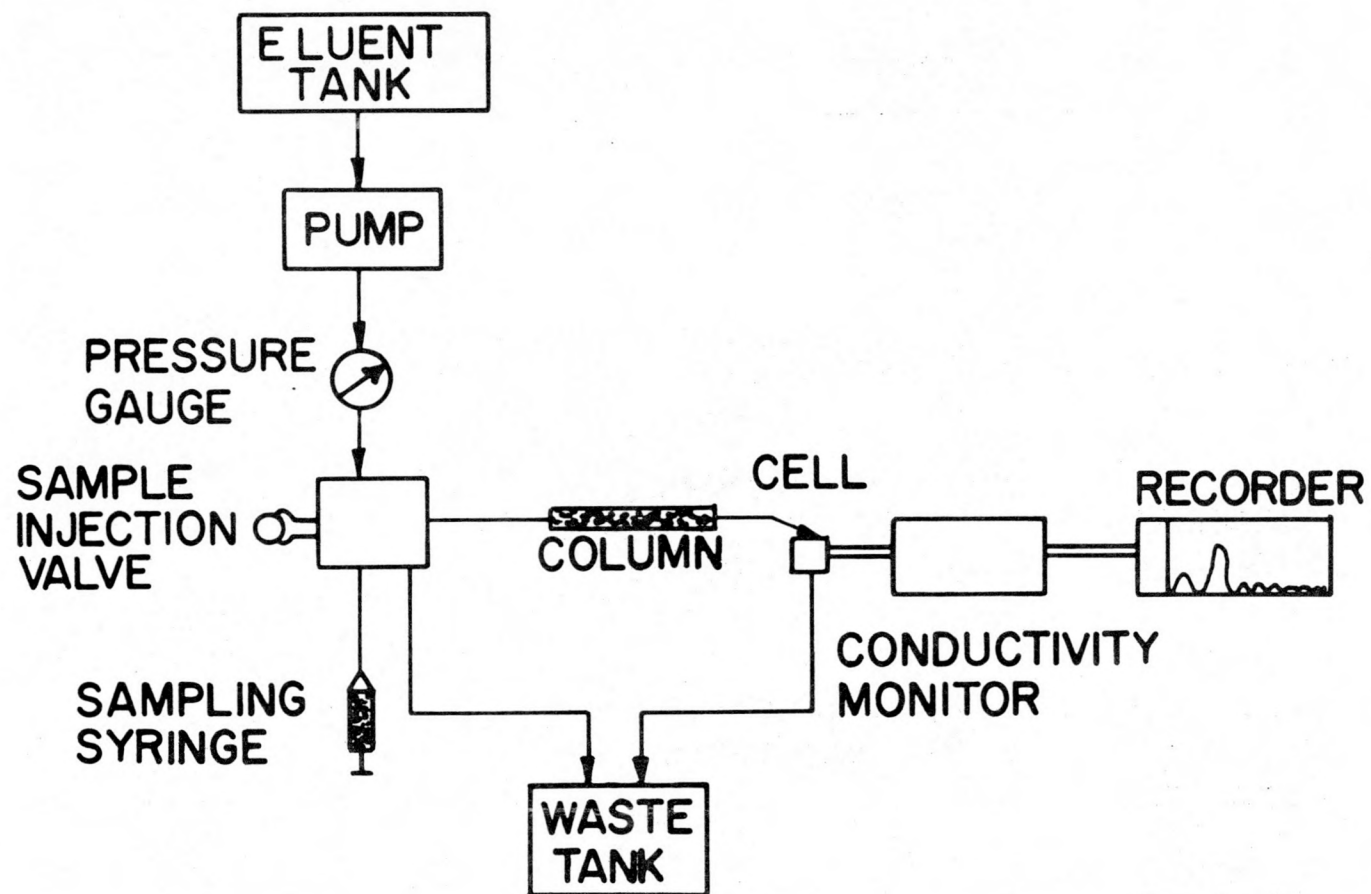 ELUENT
TANK
PUMP
PRESSURE
GAUGE
SAMPLE
INJECTION
VALVE
COLUMN
CELL
RECORDER
CONDUCTIVITY
MONITOR
SAMPLING
SYRINGE
WASTE
TANK